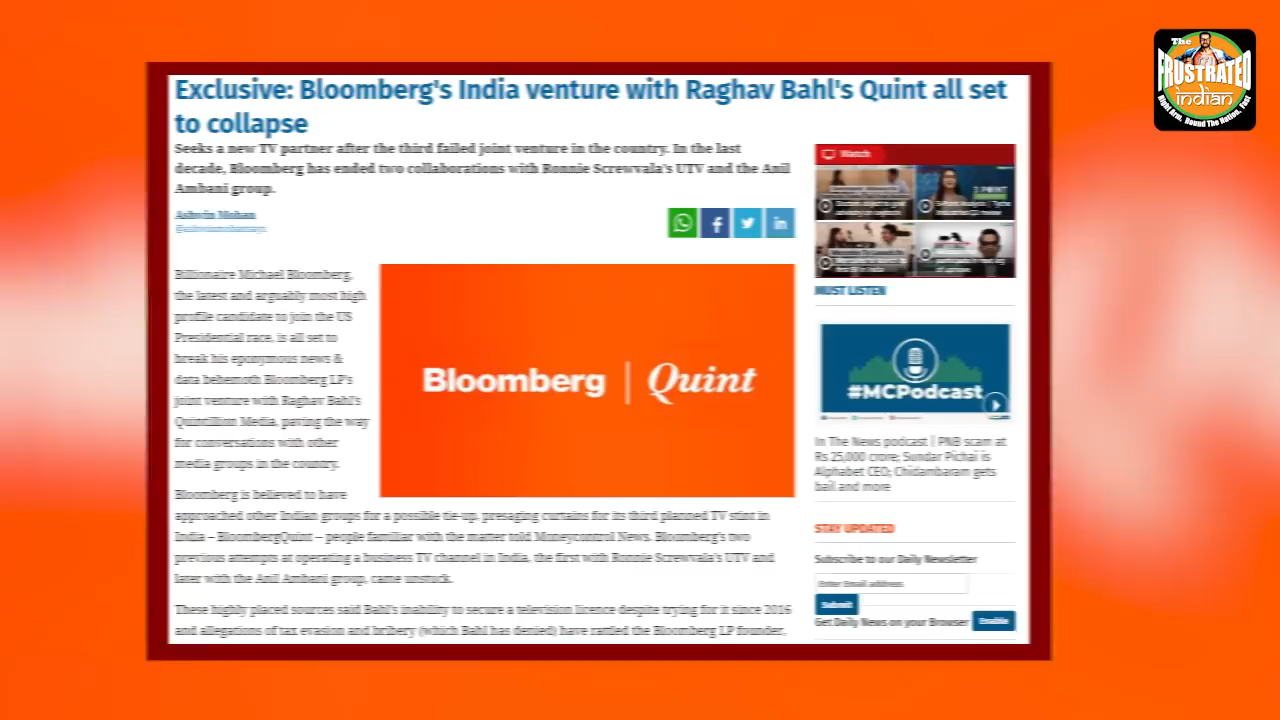 The
FRUSTRATED
indian
Right Arm, Round The Nation, Fast
Exclusive: Bloomberg's India venture with Raghav Bahl's Quint all set
to collapse
Seeks a new TV partner after the third failed joint venture in the country. In the last
decade, Bloomberg has ended two collaborations with Ronnie Screwvala's UTV and the Anil
Ambani group.
Ashwin Mohan
Billionaire Michael Bloomberg,
the latest and arguably most high
profile candidate to join the US
Presidential race, is all set to
break his eponymous news &
data behemoth Bloomberg LP's
joint venture with Raghav Bahl's
Quintillion Media, paving the way
for conversations with other
media groups in the country.
Bloomberg | Quint
Bloomberg is believed to have
approached other Indian groups for a possible tie-up, presaging curtains for its third planned TV stint in
India – BloombergQuint – people familiar with the matter told Moneycontrol News. Bloomberg's two
previous attempts at operating a business TV channel in India, the first with Ronnie Screwvala's UTV and
later with the Anil Ambani group, came unstuck.
These highly placed sources said Bahl's inability to secure a television licence despite trying for it since 2016
and allegations of tax evasion and bribery (which Bahl has denied) have rattled the Bloomberg LP founder,
Watch
MUST LISTEN
#MCPodcast
In The News podcast | PNB scam at
Rs 25,000 crore; Sundar Pichai is
Alphabet CEO; Chidambaram gets
bail and more
STAY UPDATED
Subscribe to our Daily Newsletter
Enter Email address
Submit
Get Daily News on your Browser Enable